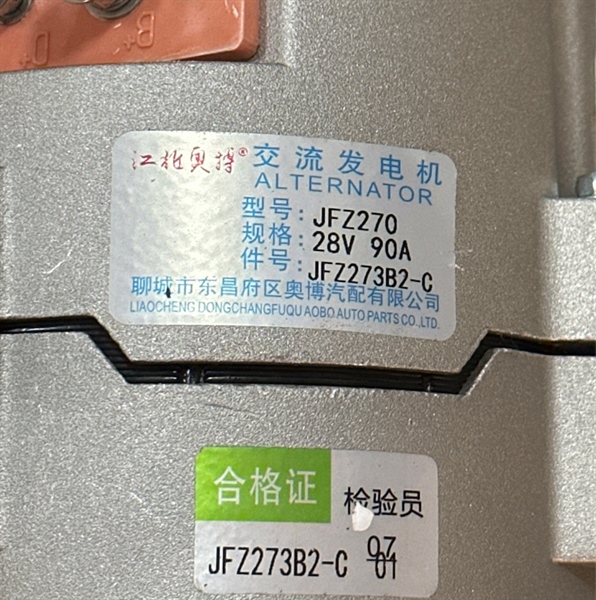 B+
D+
江淮奥博®
交流发电机
ALTERNATOR
型号: JFZ270
规格: 28V 90A
件号: JFZ273B2-C
聊城市东昌府区奥博汽配有限公司
LIAOCHENG DONGCHANGFUQU AOBO AUTO PARTS CO.,LTD.
合格证
检验员
07
JFZ273B2-C 01